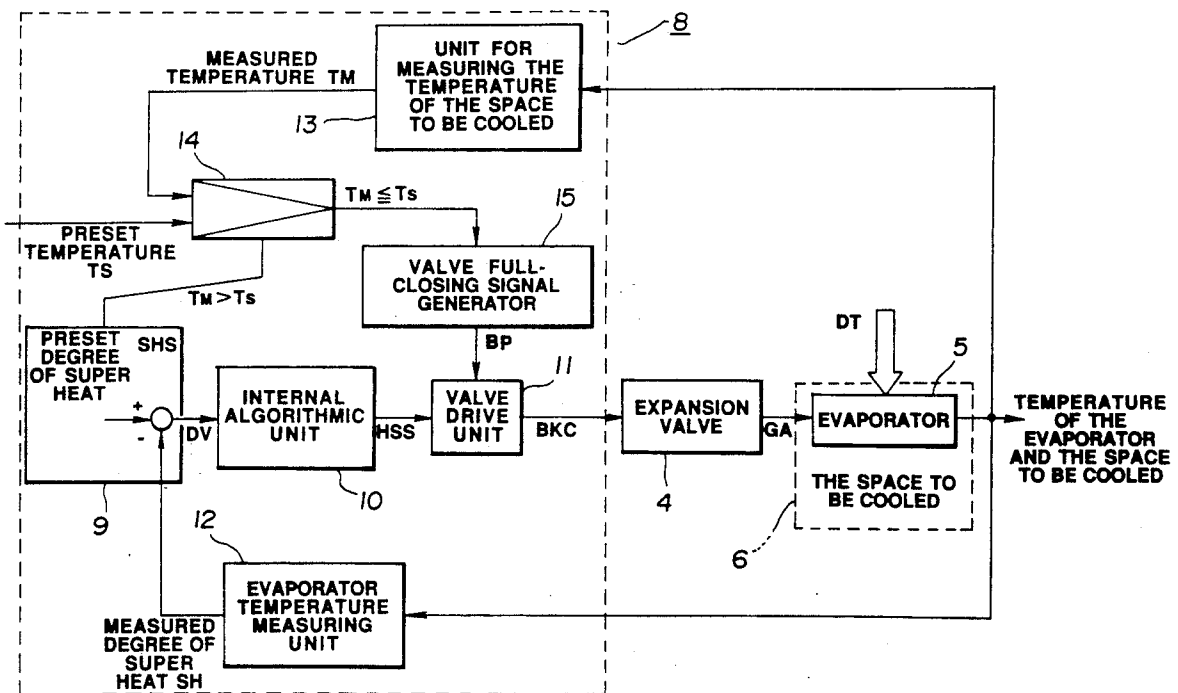 8
MEASURED
TEMPERATURE TM
UNIT FOR
MEASURING THE
TEMPERATURE
OF THE SPACE
TO BE COOLED
13
14
TM≦TS
PRESET
TEMPERATURE
TS
15
VALVE FULL-
CLOSING SIGNAL
GENERATOR
TM>TS
BP
PRESET
DEGREE
OF SUPER
HEAT
SHS
+
-
DV
INTERNAL
ALGORITHMIC
UNIT
HSS
VALVE
DRIVE
UNIT
11
BKC
EXPANSION
VALVE
GA
DT
5
EVAPORATOR
THE SPACE TO
BE COOLED
TEMPERATURE
OF THE
EVAPORATOR
AND THE SPACE
TO BE COOLED
9
10
4
6
12
EVAPORATOR
TEMPERATURE
MEASURING
UNIT
MEASURED
DEGREE OF
SUPER
HEAT SH